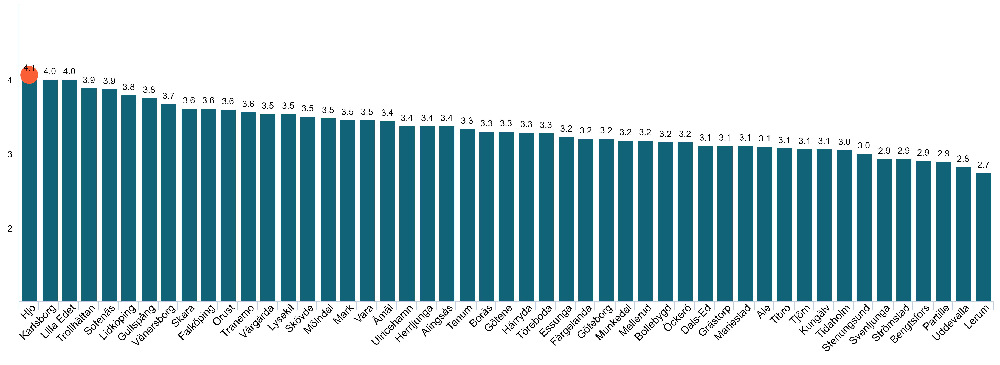 4.1 4.0 4.0 3.9 3.9 3.8 3.8 3.7 3.6 3.6 3.6 3.6 3.5 3.5 3.5 3.5 3.5 3.5 3.4 3.4 3.4 3.4 3.3 3.3 3.3 3.3 3.3 3.2 3.2 3.2 3.2 3.2 3.2 3.2 3.1 3.1 3.1 3.1 3.1 3.1 3.1 3.0 3.0 2.9 2.9 2.9 2.9 2.8 2.7
4
3
2
Hjo
Karlsborg
Lilla Edet
Trollhättan
Sotenäs
Lidköping
Gullspång
Vänersborg
Skara
Falköping
Orust
Tranemo
Vårgårda
Lysekil
Skövde
Mölndal
Mark
Vara
Åmål
Ulricehamn
Herrljunga
Alingsås
Tanum
Borås
Götene
Härryda
Töreboda
Essunga
Färgelanda
Göteborg
Munkedal
Mellerud
Bollebygd
Öckerö
Dals-Ed
Grästorp
Mariestad
Ale
Tibro
Tjörn
Kungälv
Tidaholm
Stenungsund
Svenljunga
Strömstad
Bengtsfors
Partille
Uddevalla
Lerum